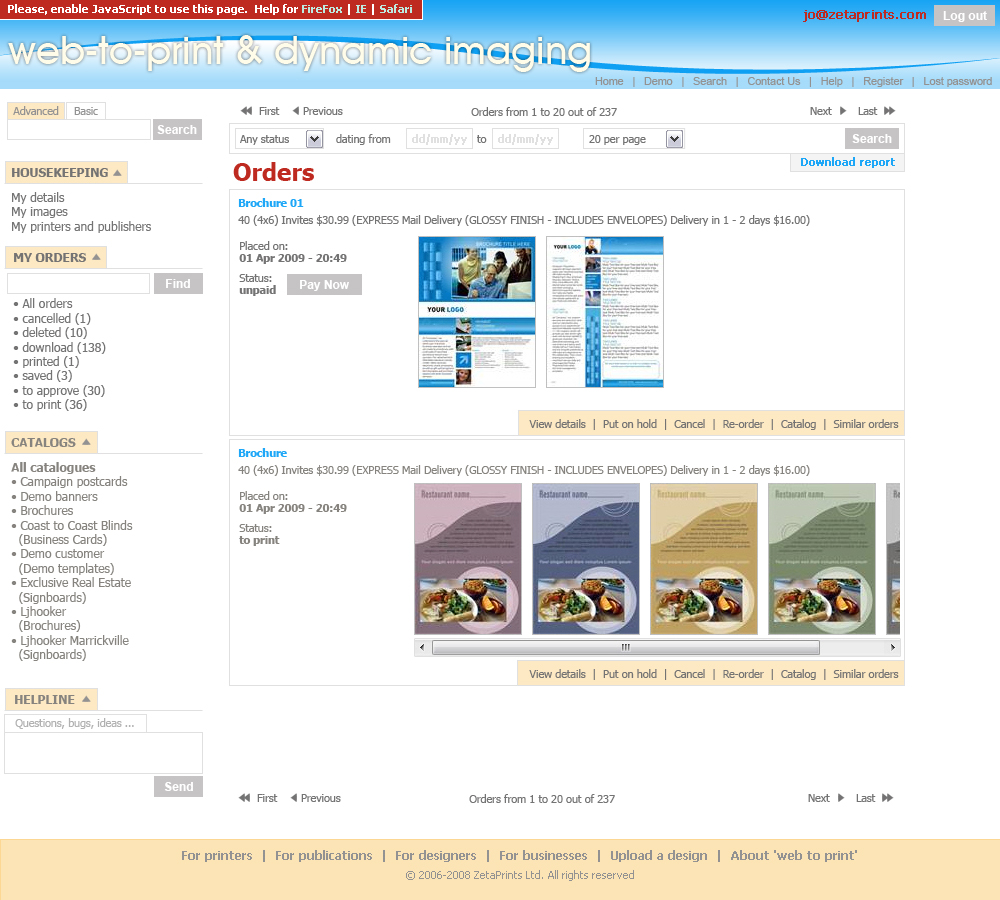 Please, enable JavaScript to use this page. Help for FireFox | IE | Safari
jo@zetaprints.com Log out
web-to-print & dynamic imaging
Home | Demo | Search | Contact Us | Help | Register | Lost password
Advanced Basic
Search
HOUSEKEEPING
My details
My images
My printers and publishers
MY ORDERS
Find
• All orders
• cancelled (1)
• deleted (10)
• download (138)
• printed (1)
• saved (3)
• to approve (30)
• to print (36)
CATALOGS
All catalogues
• Campaign postcards
• Demo banners
• Brochures
• Coast to Coast Blinds
(Business Cards)
• Demo customer
(Demo templates)
• Exclusive Real Estate
(Signboards)
• Ljhooker
(Brochures)
• Ljhooker Marrickville
(Signboards)
HELPLINE
Questions, bugs, ideas ...
Send
First Previous Orders from 1 to 20 out of 237 Next Last
Any status dating from dd/mm/yy to dd/mm/yy 20 per page Search
Download report
Orders
Brochure 01
40 (4x6) Invites $30.99 (EXPRESS Mail Delivery (GLOSSY FINISH - INCLUDES ENVELOPES) Delivery in 1 - 2 days $16.00)
Placed on:
01 Apr 2009 - 20:49
Status:
unpaid Pay Now
BROCHURE TITLE HERE
YOUR LOGO
YOUR LOGO
View details | Put on hold | Cancel | Re-order | Catalog | Similar orders
Brochure
40 (4x6) Invites $30.99 (EXPRESS Mail Delivery (GLOSSY FINISH - INCLUDES ENVELOPES) Delivery in 1 - 2 days $16.00)
Placed on:
01 Apr 2009 - 20:49
Status:
to print
Restaurant name Restaurant name Restaurant name Restaurant name
Your slogan and store volupta Lorem ipsum
View details | Put on hold | Cancel | Re-order | Catalog | Similar orders
First Previous Orders from 1 to 20 out of 237 Next Last
For printers | For publications | For designers | For businesses | Upload a design | About 'web to print'
© 2006-2008 ZetaPrints Ltd. All rights reserved